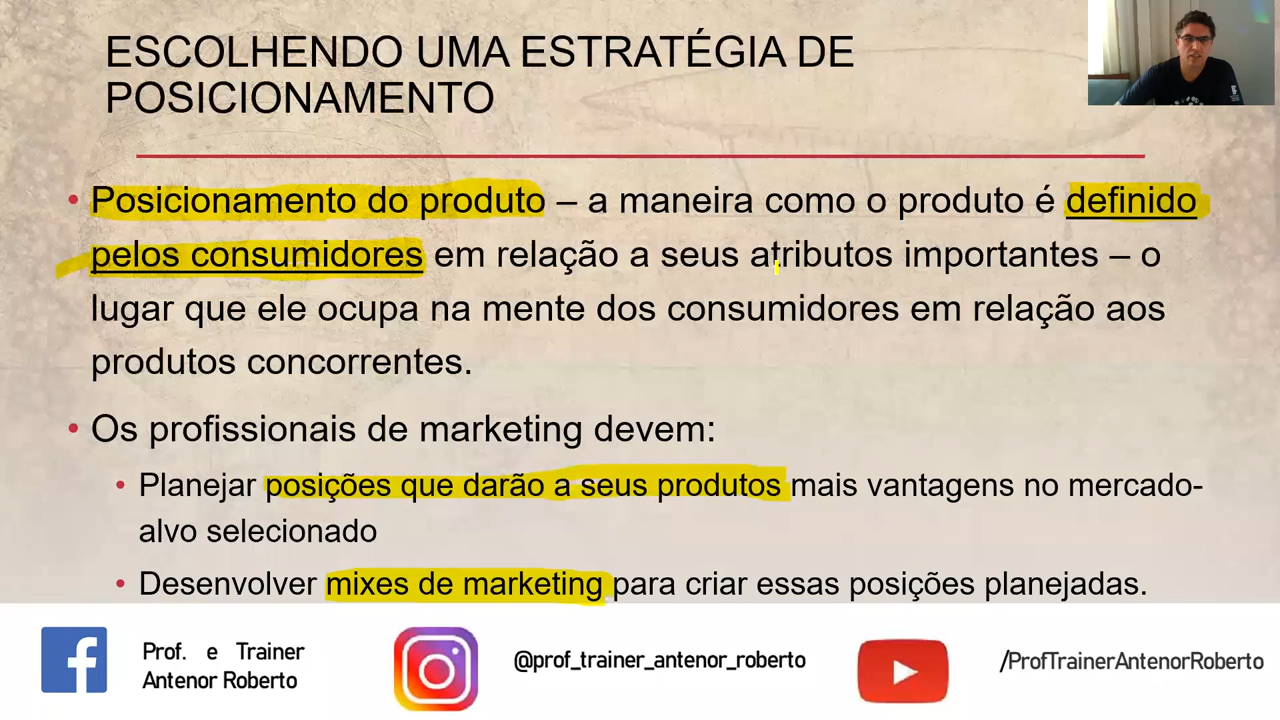 ESCOLHENDO UMA ESTRATÉGIA DE
POSICIONAMENTO
• Posicionamento do produto – a maneira como o produto é definido
pelos consumidores em relação a seus atributos importantes – o
lugar que ele ocupa na mente dos consumidores em relação aos
produtos concorrentes.
• Os profissionais de marketing devem:
• Planejar posições que darão a seus produtos mais vantagens no mercado-
alvo selecionado
• Desenvolver mixes de marketing para criar essas posições planejadas.
Prof. e Trainer
Antenor Roberto
@prof_trainer_antenor_roberto
/ProfTrainerAntenorRoberto